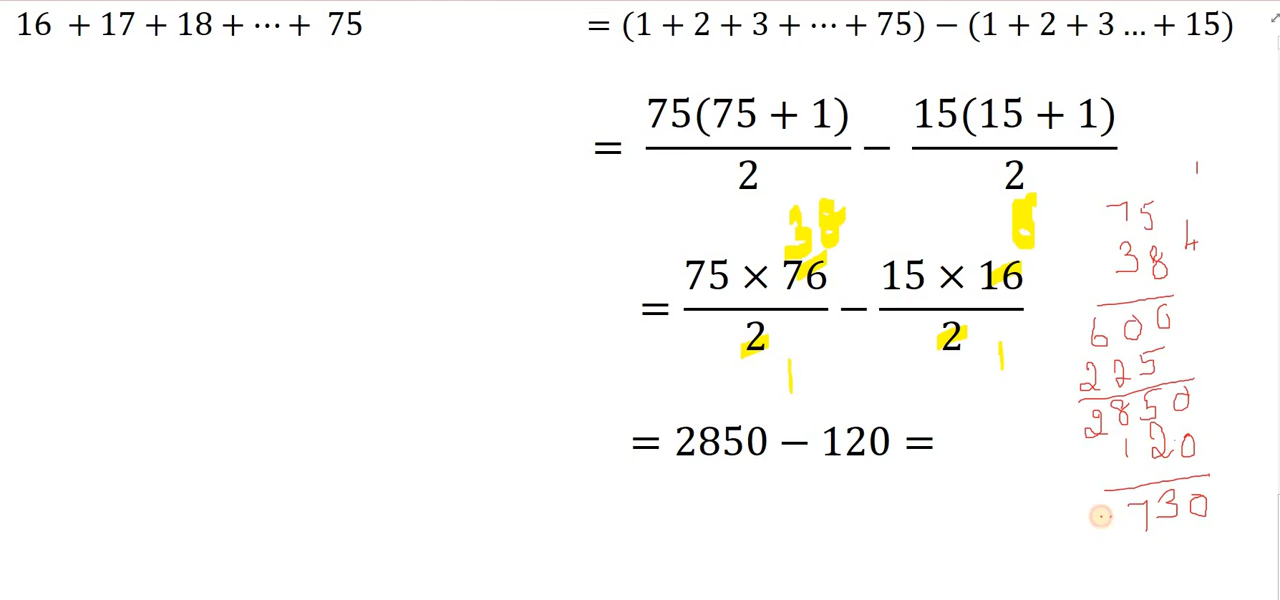 16 + 17 + 18 + ⋯ + 75 = (1 + 2 + 3 + ⋯ + 75) − (1 + 2 + 3 … + 15)
= 75(75 + 1)/2 − 15(15 + 1)/2
38 8
= 75 × 76/2 − 15 × 16/2
1 1
= 2850 − 120 =
1
75
4
38
600
225
2850
120
730